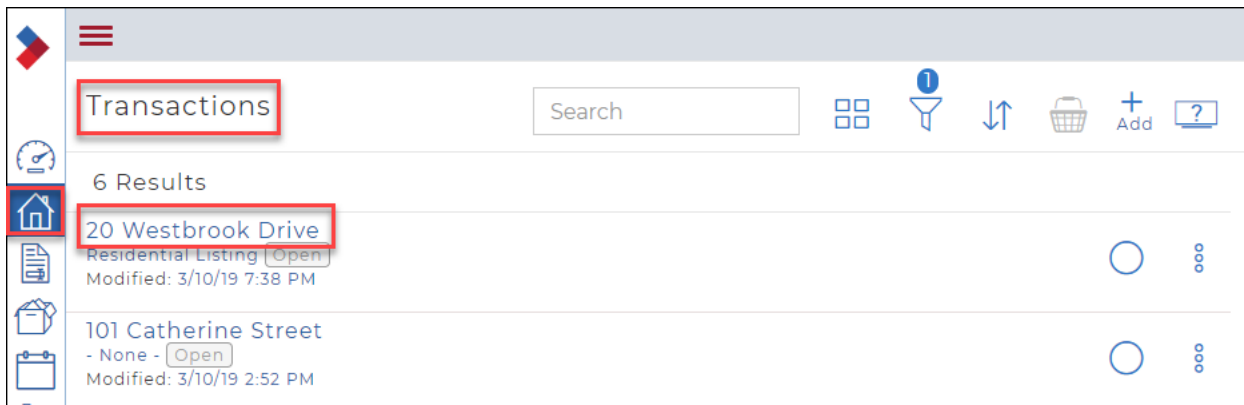 1
Transactions
Search
Add
?
6 Results
20 Westbrook Drive
Residential Listing Open
Modified: 3/10/19 7:38 PM
101 Catherine Street
- None - Open
Modified: 3/10/19 2:52 PM